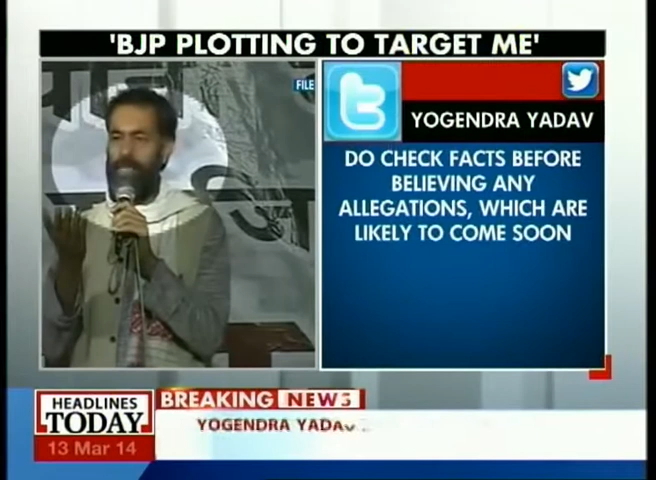 'BJP PLOTTING TO TARGET ME'
FILE
YOGENDRA YADAV
DO CHECK FACTS BEFORE
BELIEVING ANY
ALLEGATIONS, WHICH ARE
LIKELY TO COME SOON
BREAKING NEWS
HEADLINES
TODAY
YOGENDRA YADAV
13 Mar 14